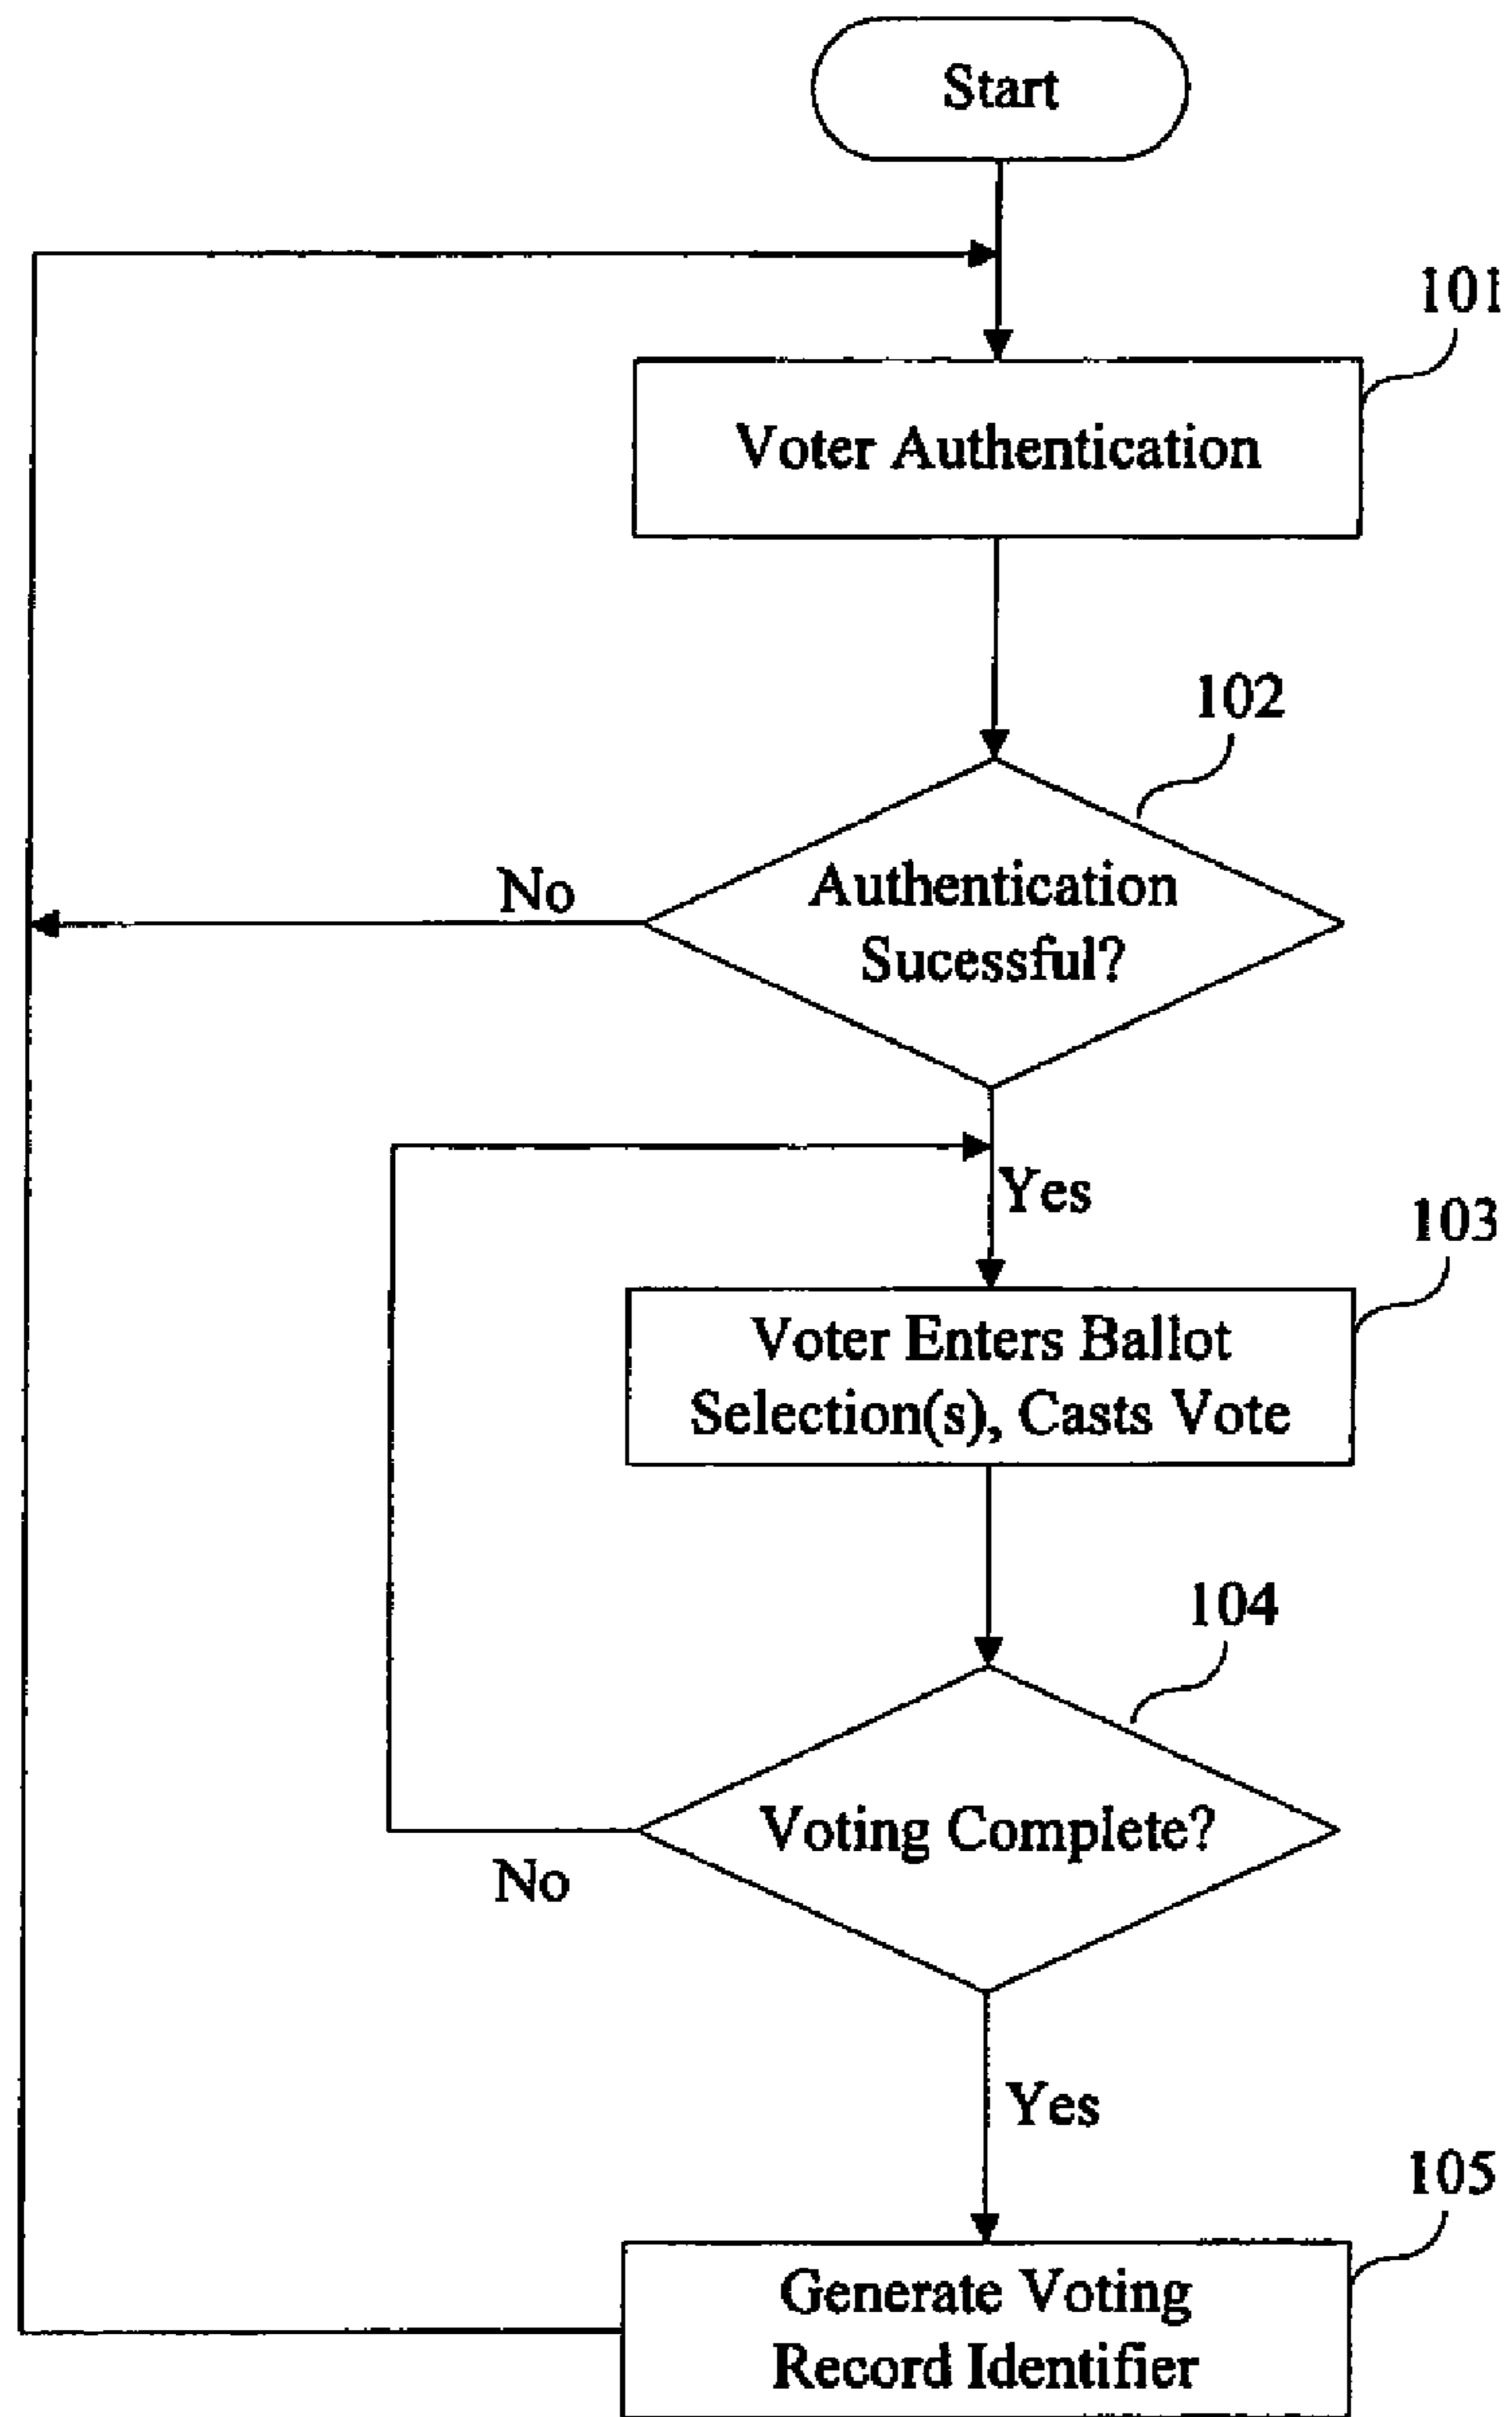 Start
101
Voter Authentication
102
No
Authentication
Sucessful?
Yes
103
Voter Enters Ballot
Selection(s), Casts Vote
104
Voting Complete?
No
Yes
105
Generate Voting
Record Identifier